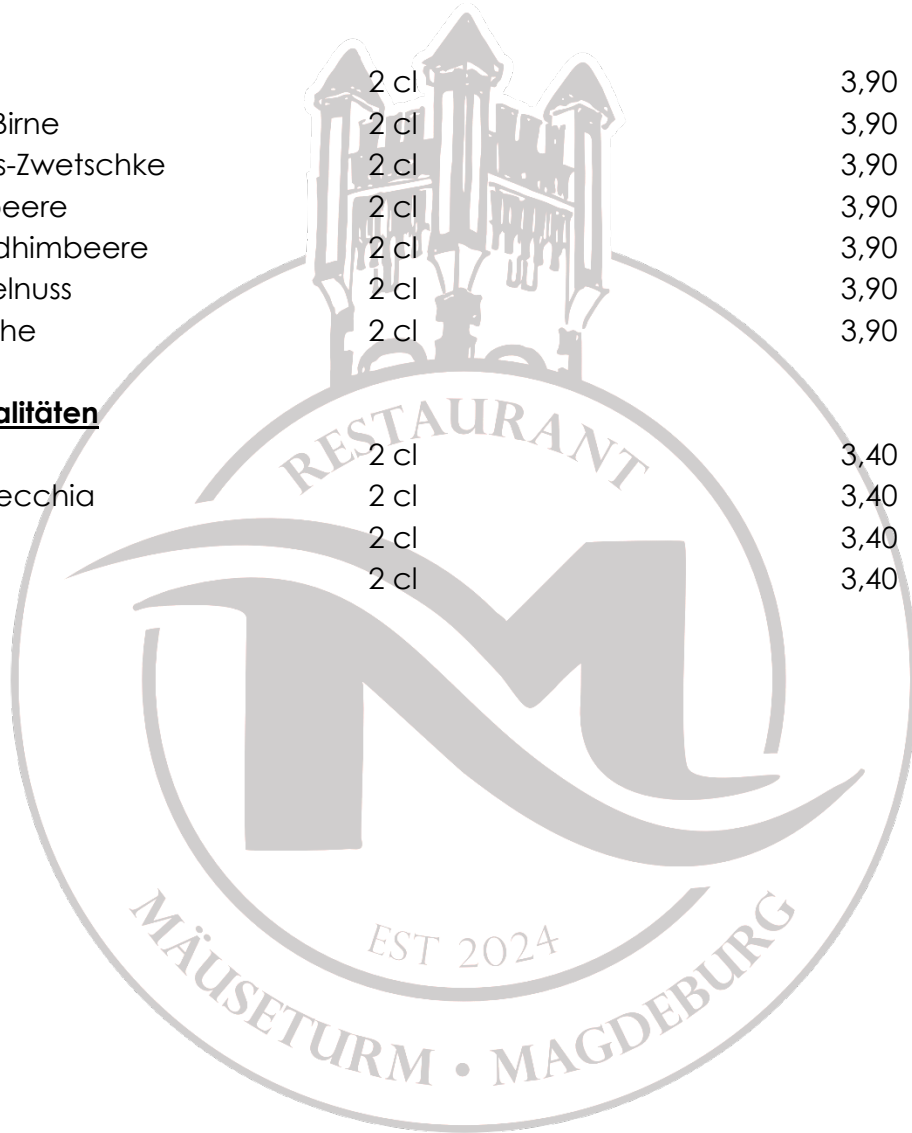 2 cl 3,90
Birne 2 cl 3,90
s-Zwetschke 2 cl 3,90
eere 2 cl 3,90
dhimbeere 2 cl 3,90
elnuss 2 cl 3,90
he 2 cl 3,90
alitäten
2 cl 3,40
ecchia 2 cl 3,40
2 cl 3,40
2 cl 3,40
RESTAURANT
M
EST 2024
MÄUSETURM • MAGDEBURG